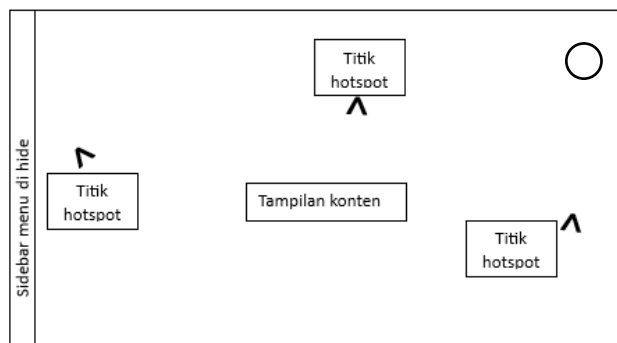 Sidebar menu di hide
Titik
hotspot
Titik
hotspot
Tampilan konten
Titik
hotspot